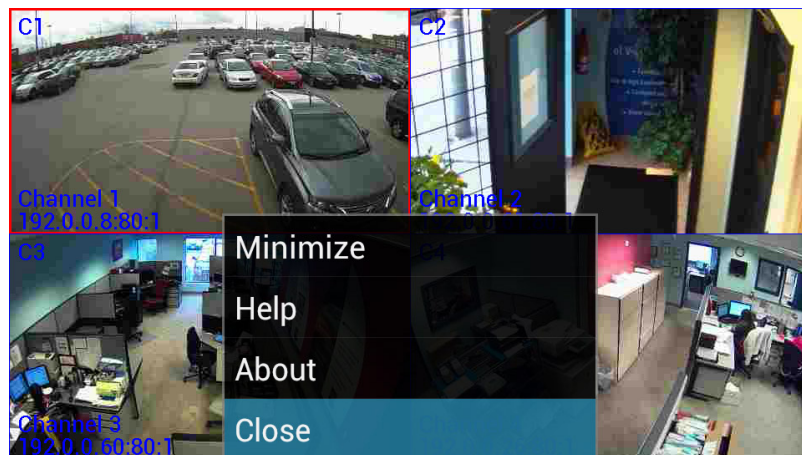 C1
C2
Channel 1
192.0.0.8:80:1
Channel 2
C3
C4
Minimize
Help
About
Close
Channel 3
192.0.0.60:80:1